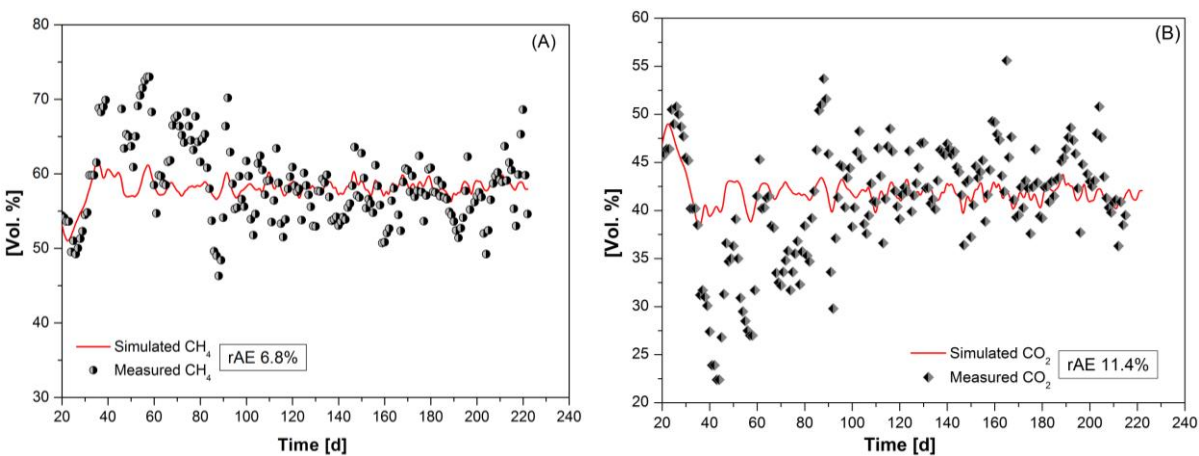 (A)
[Vol. %]
80
70
60
50
40
30
Simulated CH4
Measured CH4
rAE 6.8%
20 40 60 80 100 120 140 160 180 200 220 240
Time [d]
(B)
[Vol. %]
60
55
50
45
40
35
30
25
20
Simulated CO2
Measured CO2
rAE 11.4%
20 40 60 80 100 120 140 160 180 200 220 240
Time [d]